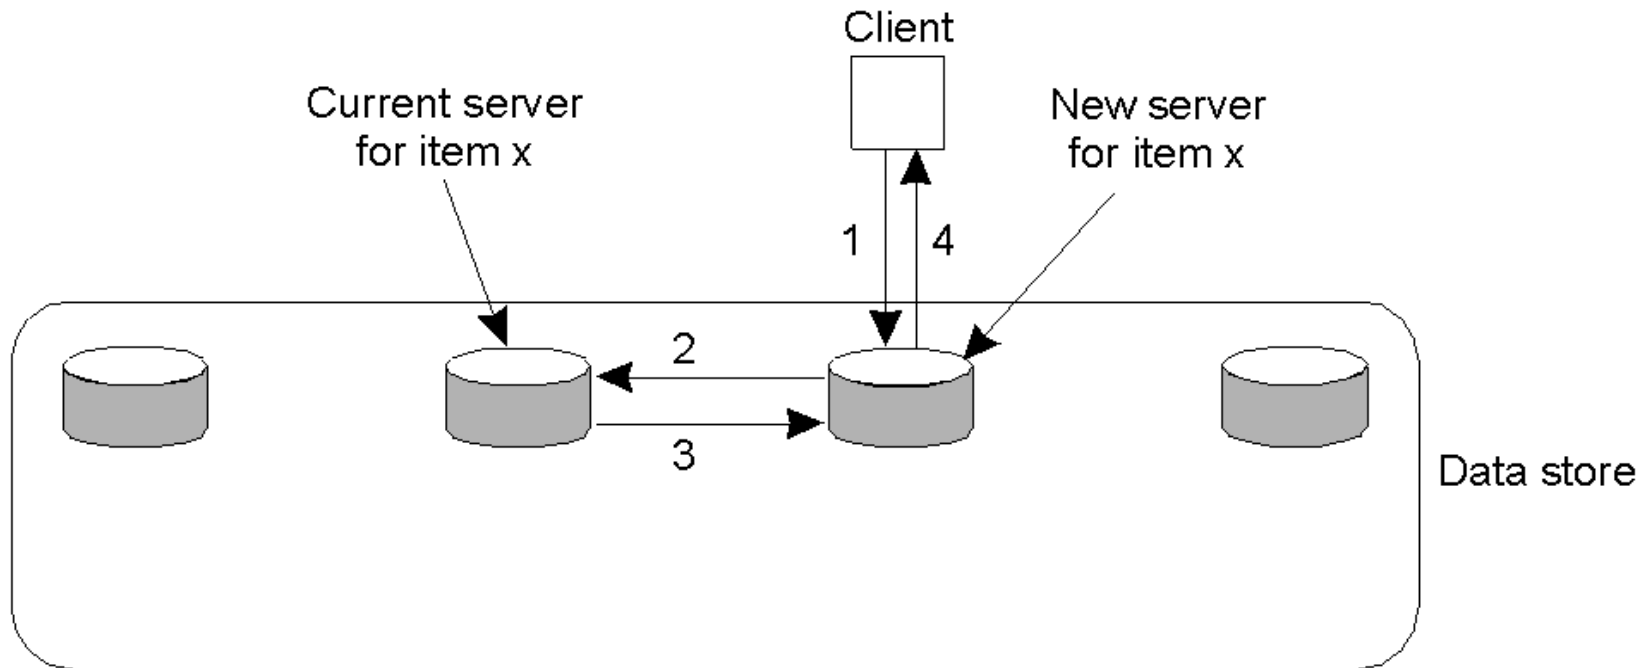 Client
Current server
for item x
New server
for item x
1
4
2
3
Data store